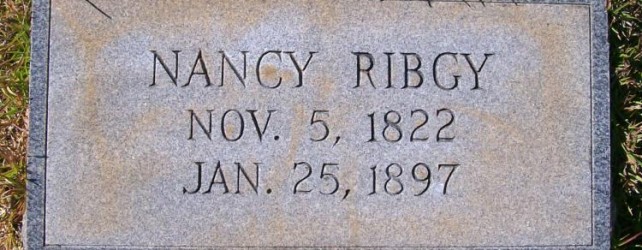 NANCY RIBGY
NOV. 5, 1822
JAN. 25, 1897